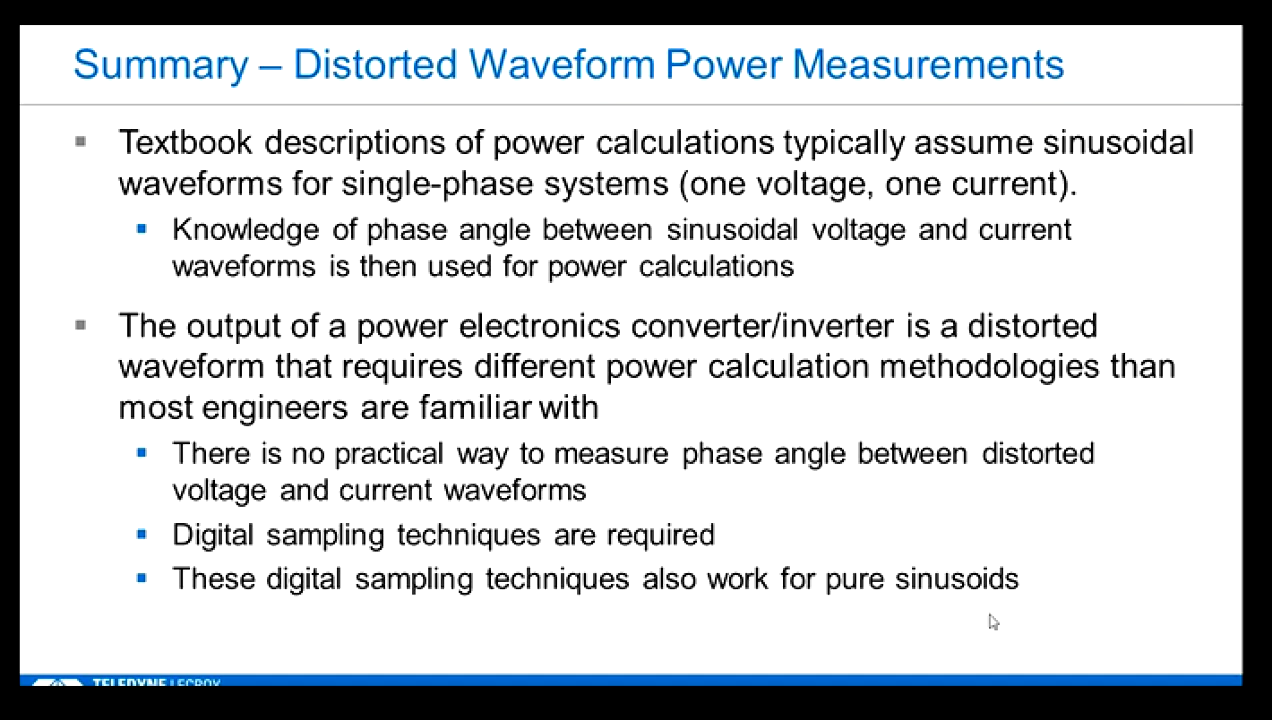 Summary – Distorted Waveform Power Measurements
Textbook descriptions of power calculations typically assume sinusoidal
waveforms for single-phase systems (one voltage, one current).
Knowledge of phase angle between sinusoidal voltage and current
waveforms is then used for power calculations
The output of a power electronics converter/inverter is a distorted
waveform that requires different power calculation methodologies than
most engineers are familiar with
There is no practical way to measure phase angle between distorted
voltage and current waveforms
Digital sampling techniques are required
These digital sampling techniques also work for pure sinusoids
TELEDYNE LECROY